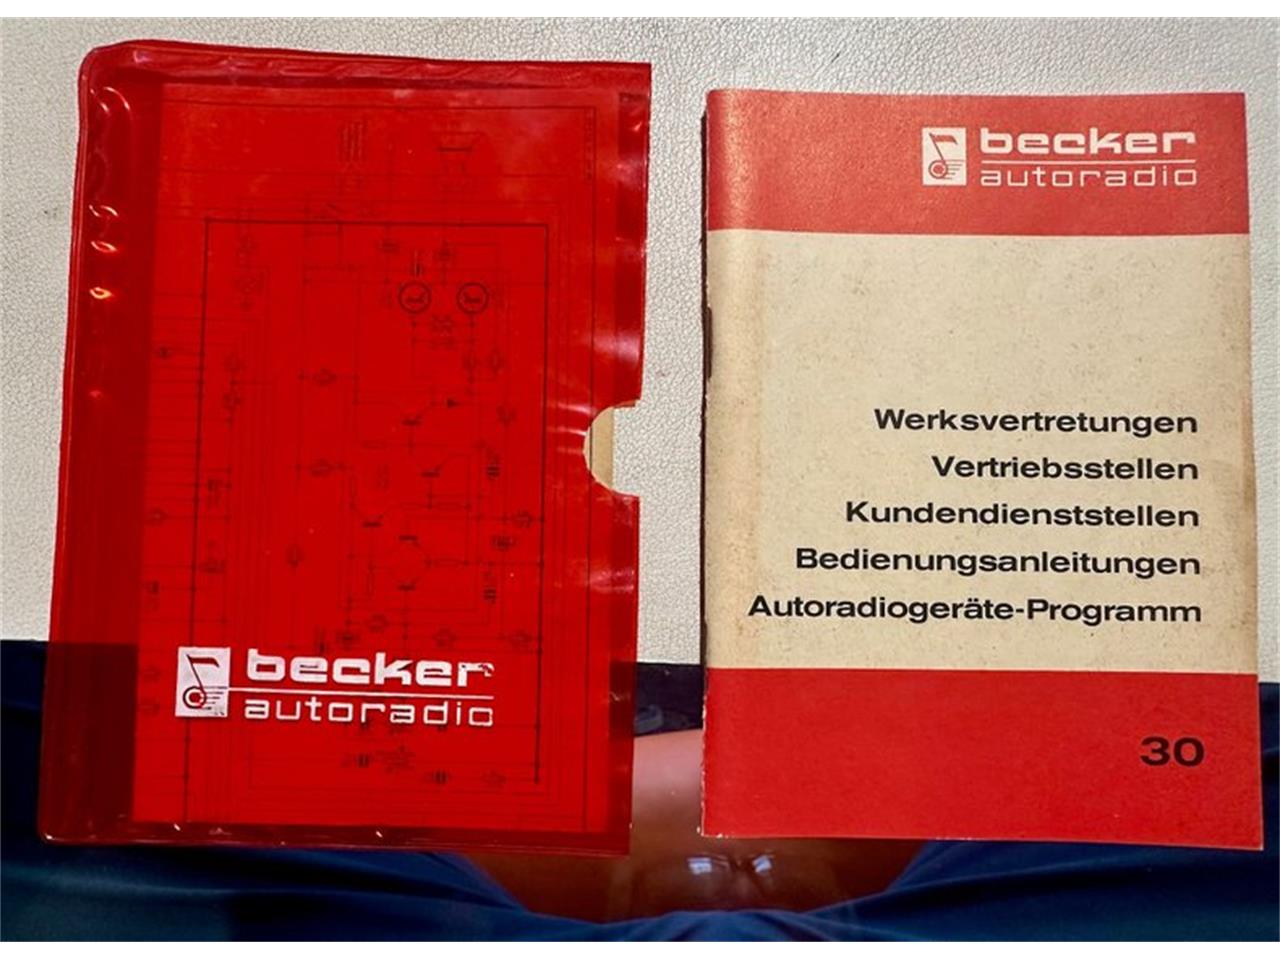 becker
autoradio
becker
autoradio
Werksvertretungen
Vertriebsstellen
Kundendienststellen
Bedienungsanleitungen
Autoradiogeräte-Programm
30